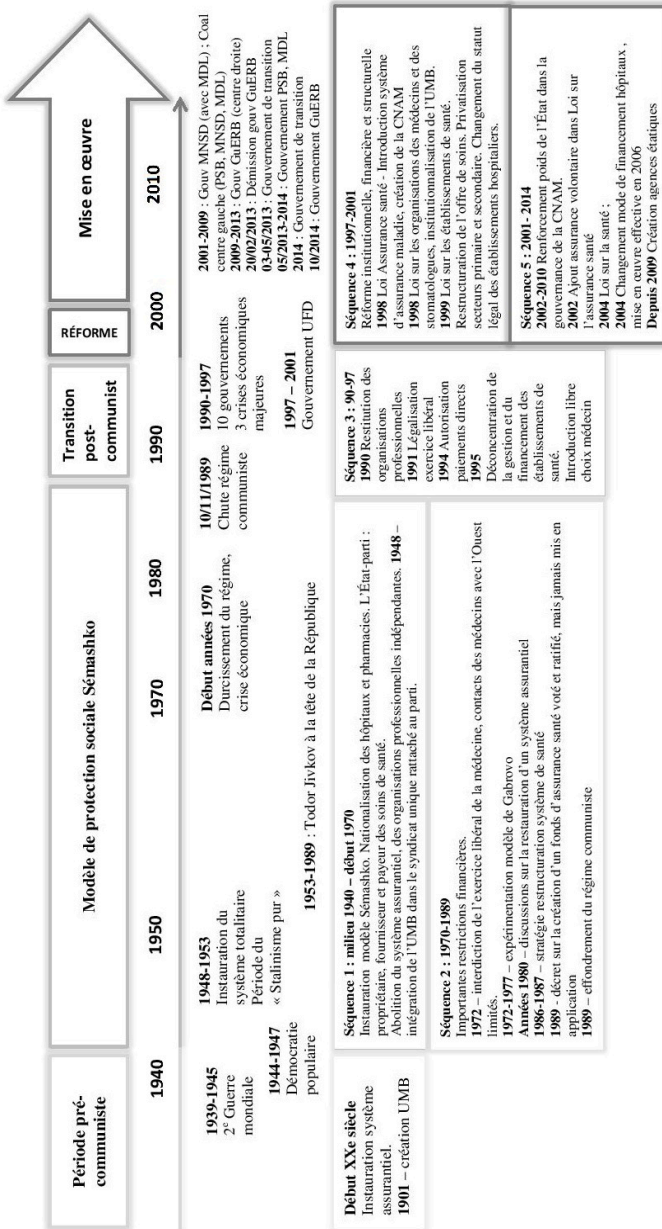 Période pré-
communiste
Modèle de protection sociale Sémashko
Transition
post-
communist
RÉFORME
Mise en œuvre
1940
1950
1970
1980
1990
2000
2010
1939-1945
2e Guerre
mondiale
1944-1947
Démocratie
populaire
1948-1953
Instauration du
système totalitaire
Période du
« Stalinisme pur »
1953-1989 : Todor Jivkov à la tête de la République
Début années 1970
Durcissement du régime,
crise économique
10/11/1989
Chute régime
communiste
1990-1997
10 gouvernements
3 crises économiques
majeures
1997 – 2001
Gouvernement UFD
2001-2009 : Gouv MNSD (avec MDL) ; Coal
centre gauche (PSB, MNSD, MDL)
2009-2013 : Gouv GuERB (centre droite)
20/02/2013 : Démission gouv GuERB
03-05/2013 : Gouvernement de transition
05/2013-2014 : Gouvernement PSB, MDL
2014 : Gouvernement de transition
10/2014 : Gouvernement GuERB
Début XXe siècle
Instauration système
assurantiel.
1901 – création UMB
Séquence 1 : milieu 1940 – début 1970
Instauration modèle Sémashko. Nationalisation des hôpitaux et pharmacies. L’État-parti :
propriétaire, fournisseur et payeur des soins de santé.
Abolition du système assurantiel, des organisations professionnelles indépendantes. 1948 –
intégration de l’UMB dans le syndicat unique rattaché au parti.
Séquence 2 : 1970-1989
Importantes restrictions financières.
1972 – interdiction de l’exercice libéral de la médecine, contacts des médecins avec l’Ouest
limités.
1972-1977 – expérimentation modèle de Gabrovo
Années 1980 – discussions sur la restauration d’un système assurantiel
1986-1987 – stratégie restructuration système de santé
1989 - décret sur la création d’un fonds d’assurance santé voté et ratifié, mais jamais mis en
application
1989 – effondrement du régime communiste
Séquence 3 : 90-97
1990 Restitution des
organisations
professionnelles
1991 Légalisation
exercice libéral
1994 Autorisation
paiements directs
1995
Déconcentration de
la gestion et du
financement des
établissements de
santé.
Introduction libre
choix médecin
Séquence 4 : 1997-2001
Réforme institutionnelle, financière et structurelle
1998 Loi Assurance santé - Introduction système
d’assurance maladie, création de la CNAM
1998 Loi sur les organisations des médecins et des
stomatologues, institutionnalisation de l’UMB.
1999 Loi sur les établissements de santé.
Restructuration de l’offre de soins. Privatisation
secteurs primaire et secondaire. Changement du statut
légal des établissements hospitaliers.
Séquence 5 : 2001- 2014
2002-2010 Renforcement poids de l’État dans la
gouvernance de la CNAM.
2002 Ajout assurance volonaire dans Loi sur
l’assurance santé
2004 Loi sur la santé ;
2004 Changement mode de financement hôpitaux ,
mise en œuvre effective en 2006
Depuis 2009 Création agences étatiques